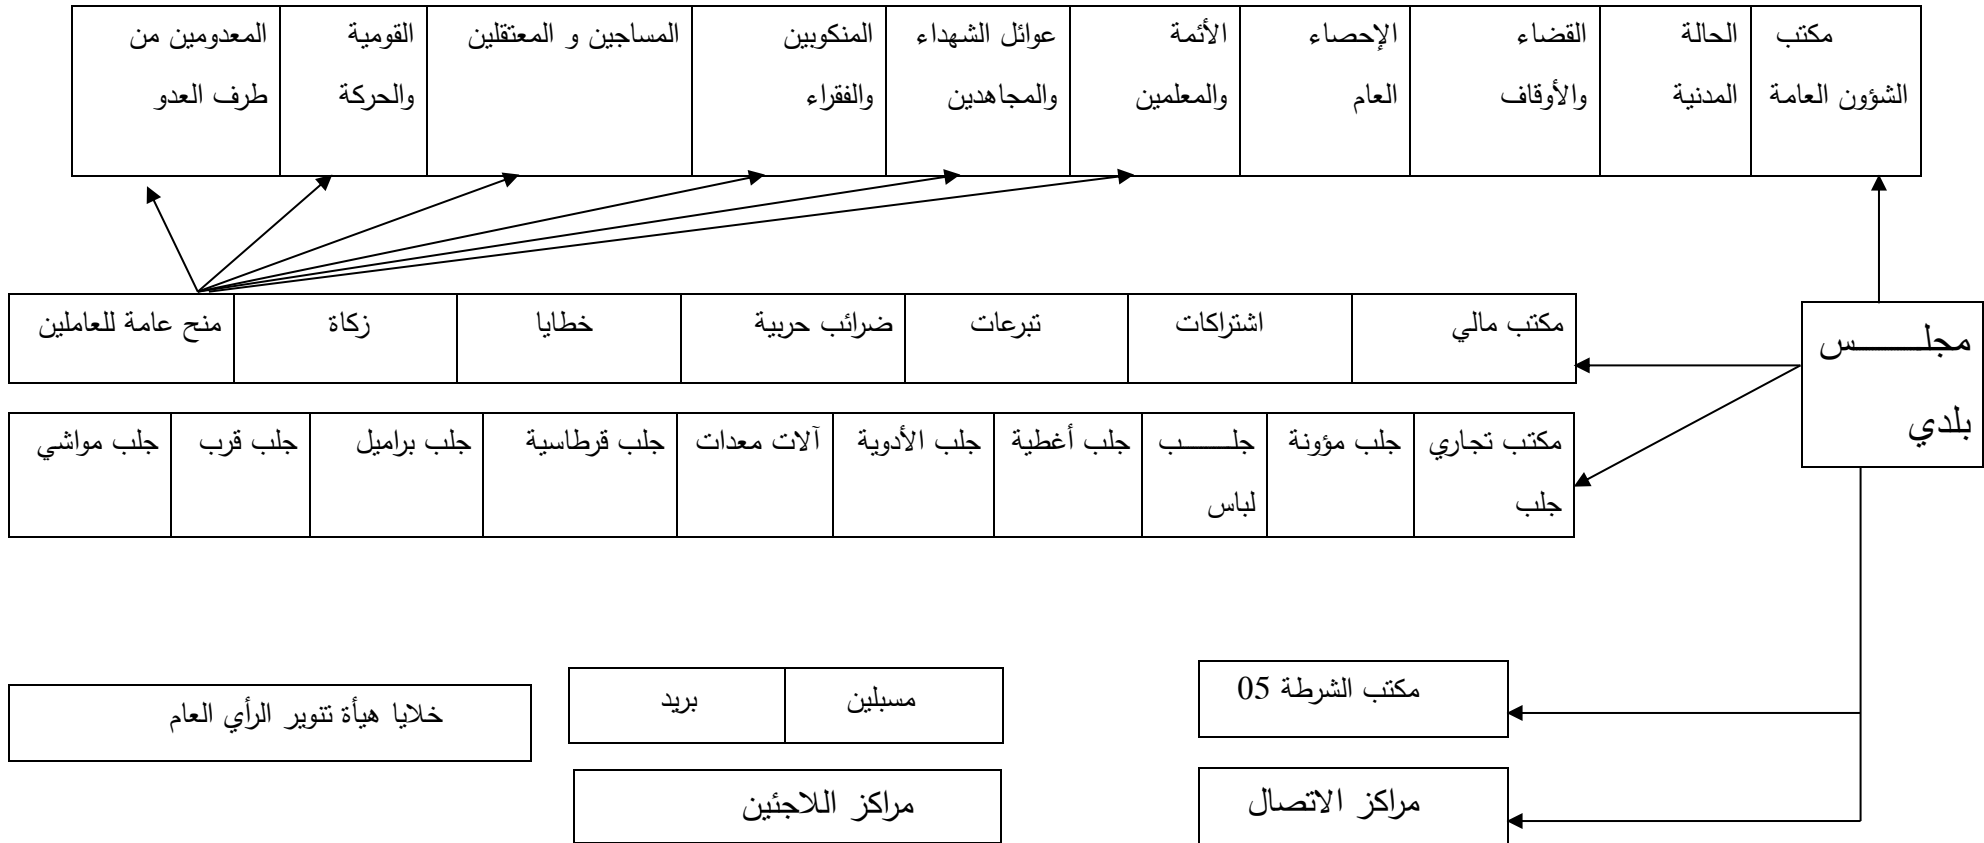 مكتب
الشؤون العامة
الحالة
المدنية
القضاء
والأوقاف
الإحصاء
العام
الأئمة
والمعلمين
عوائل الشهداء
والمجاهدين
المنكوبين
والفقراء
المساجين و المعتقلين
القومية
والحركة
المعدومين من
طرف العدو
مجلـــــس
بلدي
مكتب مالي
اشتراكات
تبرعات
ضرائب حربية
خطايا
زكاة
منح عامة للعاملين
مكتب تجاري
جلب
جلب مؤونة
جلـــــب
لباس
جلب أغطية
جلب الأدوية
آلات معدات
جلب قرطاسية
جلب براميل
جلب قرب
جلب مواشي
مكتب الشرطة 05
مسبلين
بريد
خلايا هيأة تتوير الرأي العام
مراكز الاتصال
مراكز اللاجئين